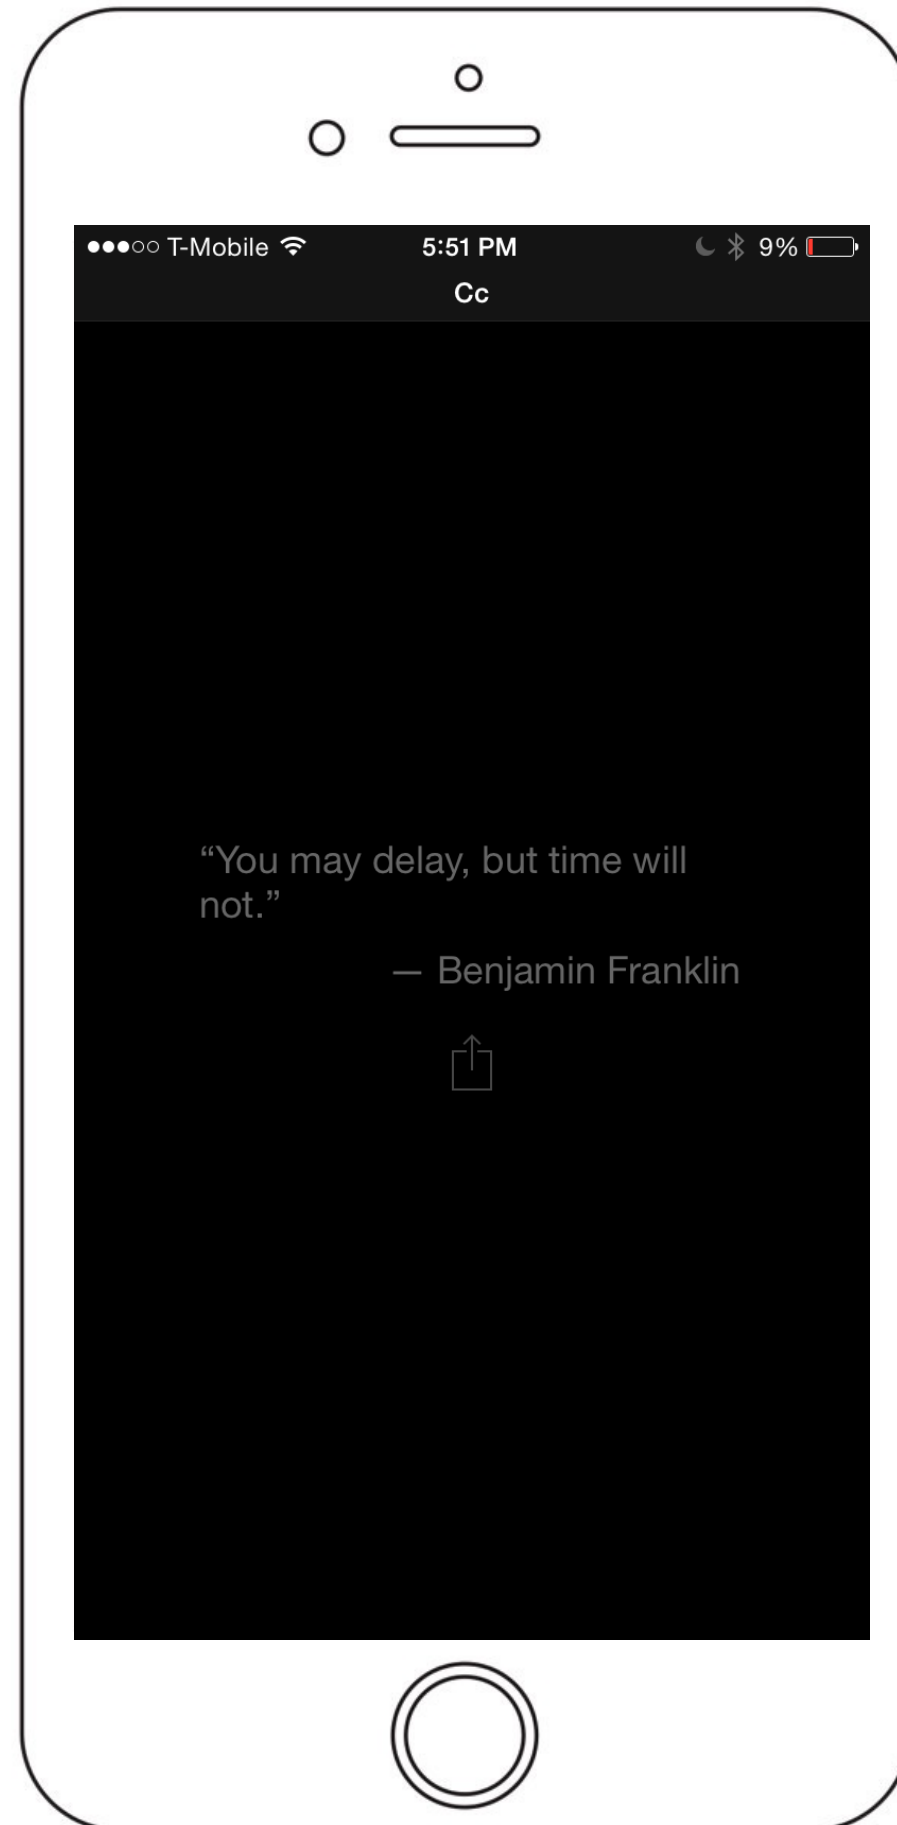 T-Mobile 5:51 PM 9%
Cc
“You may delay, but time will
not.”
— Benjamin Franklin